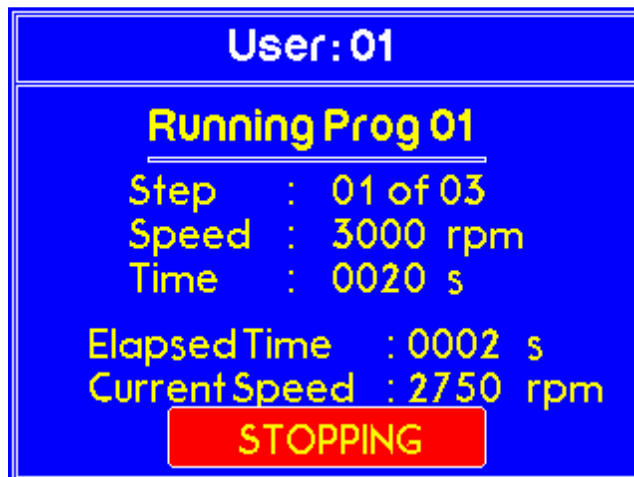 User: 01
Running Prog 01
Step : 01 of 03
Speed : 3000 rpm
Time : 0020 s
Elapsed Time : 0002 s
Current Speed : 2750 rpm
STOPPING